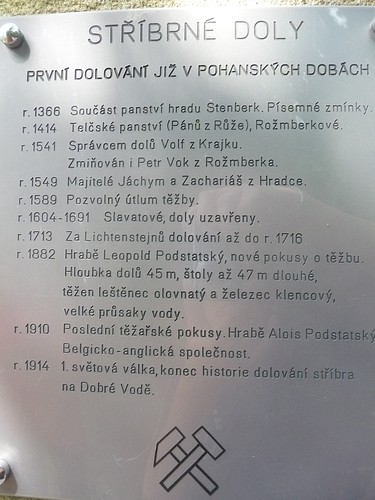 STŘÍBRNÉ DOLY
PRVNÍ DOLOVÁNÍ JIŽ V POHANSKÝCH DOBÁCH
r. 1366 Součást panství hradu Stenberk. Písemné zmínky.
r. 1414 Telčské panství (Pánů z Růže), Rožmberkové.
r. 1541 Správcem dolů Volf z Krajku.
Zmiňován i Petr Vok z Rožmberka.
r. 1549 Majitelé Jáchym a Zachariáš z Hradce.
r. 1589 Pozvolný útlum těžby.
r. 1604-1691 Slavatové, doly uzavřeny.
r. 1713 Za Lichtenstejnů dolování až do r. 1716
r. 1882 Hrabě Leopold Podstatský, nové pokusy o těžbu.
Hloubka dolů 45 m, štoly až 47 m dlouhé,
těžen leštěnec olovnatý a železec klencový,
velké průsaky vody.
r. 1910 Poslední těžařské pokusy. Hrabě Alois Podstatský
Belgicko-anglická společnost.
r. 1914 1. světová válka, konec historie dolování stříbra
na Dobré Vodě.